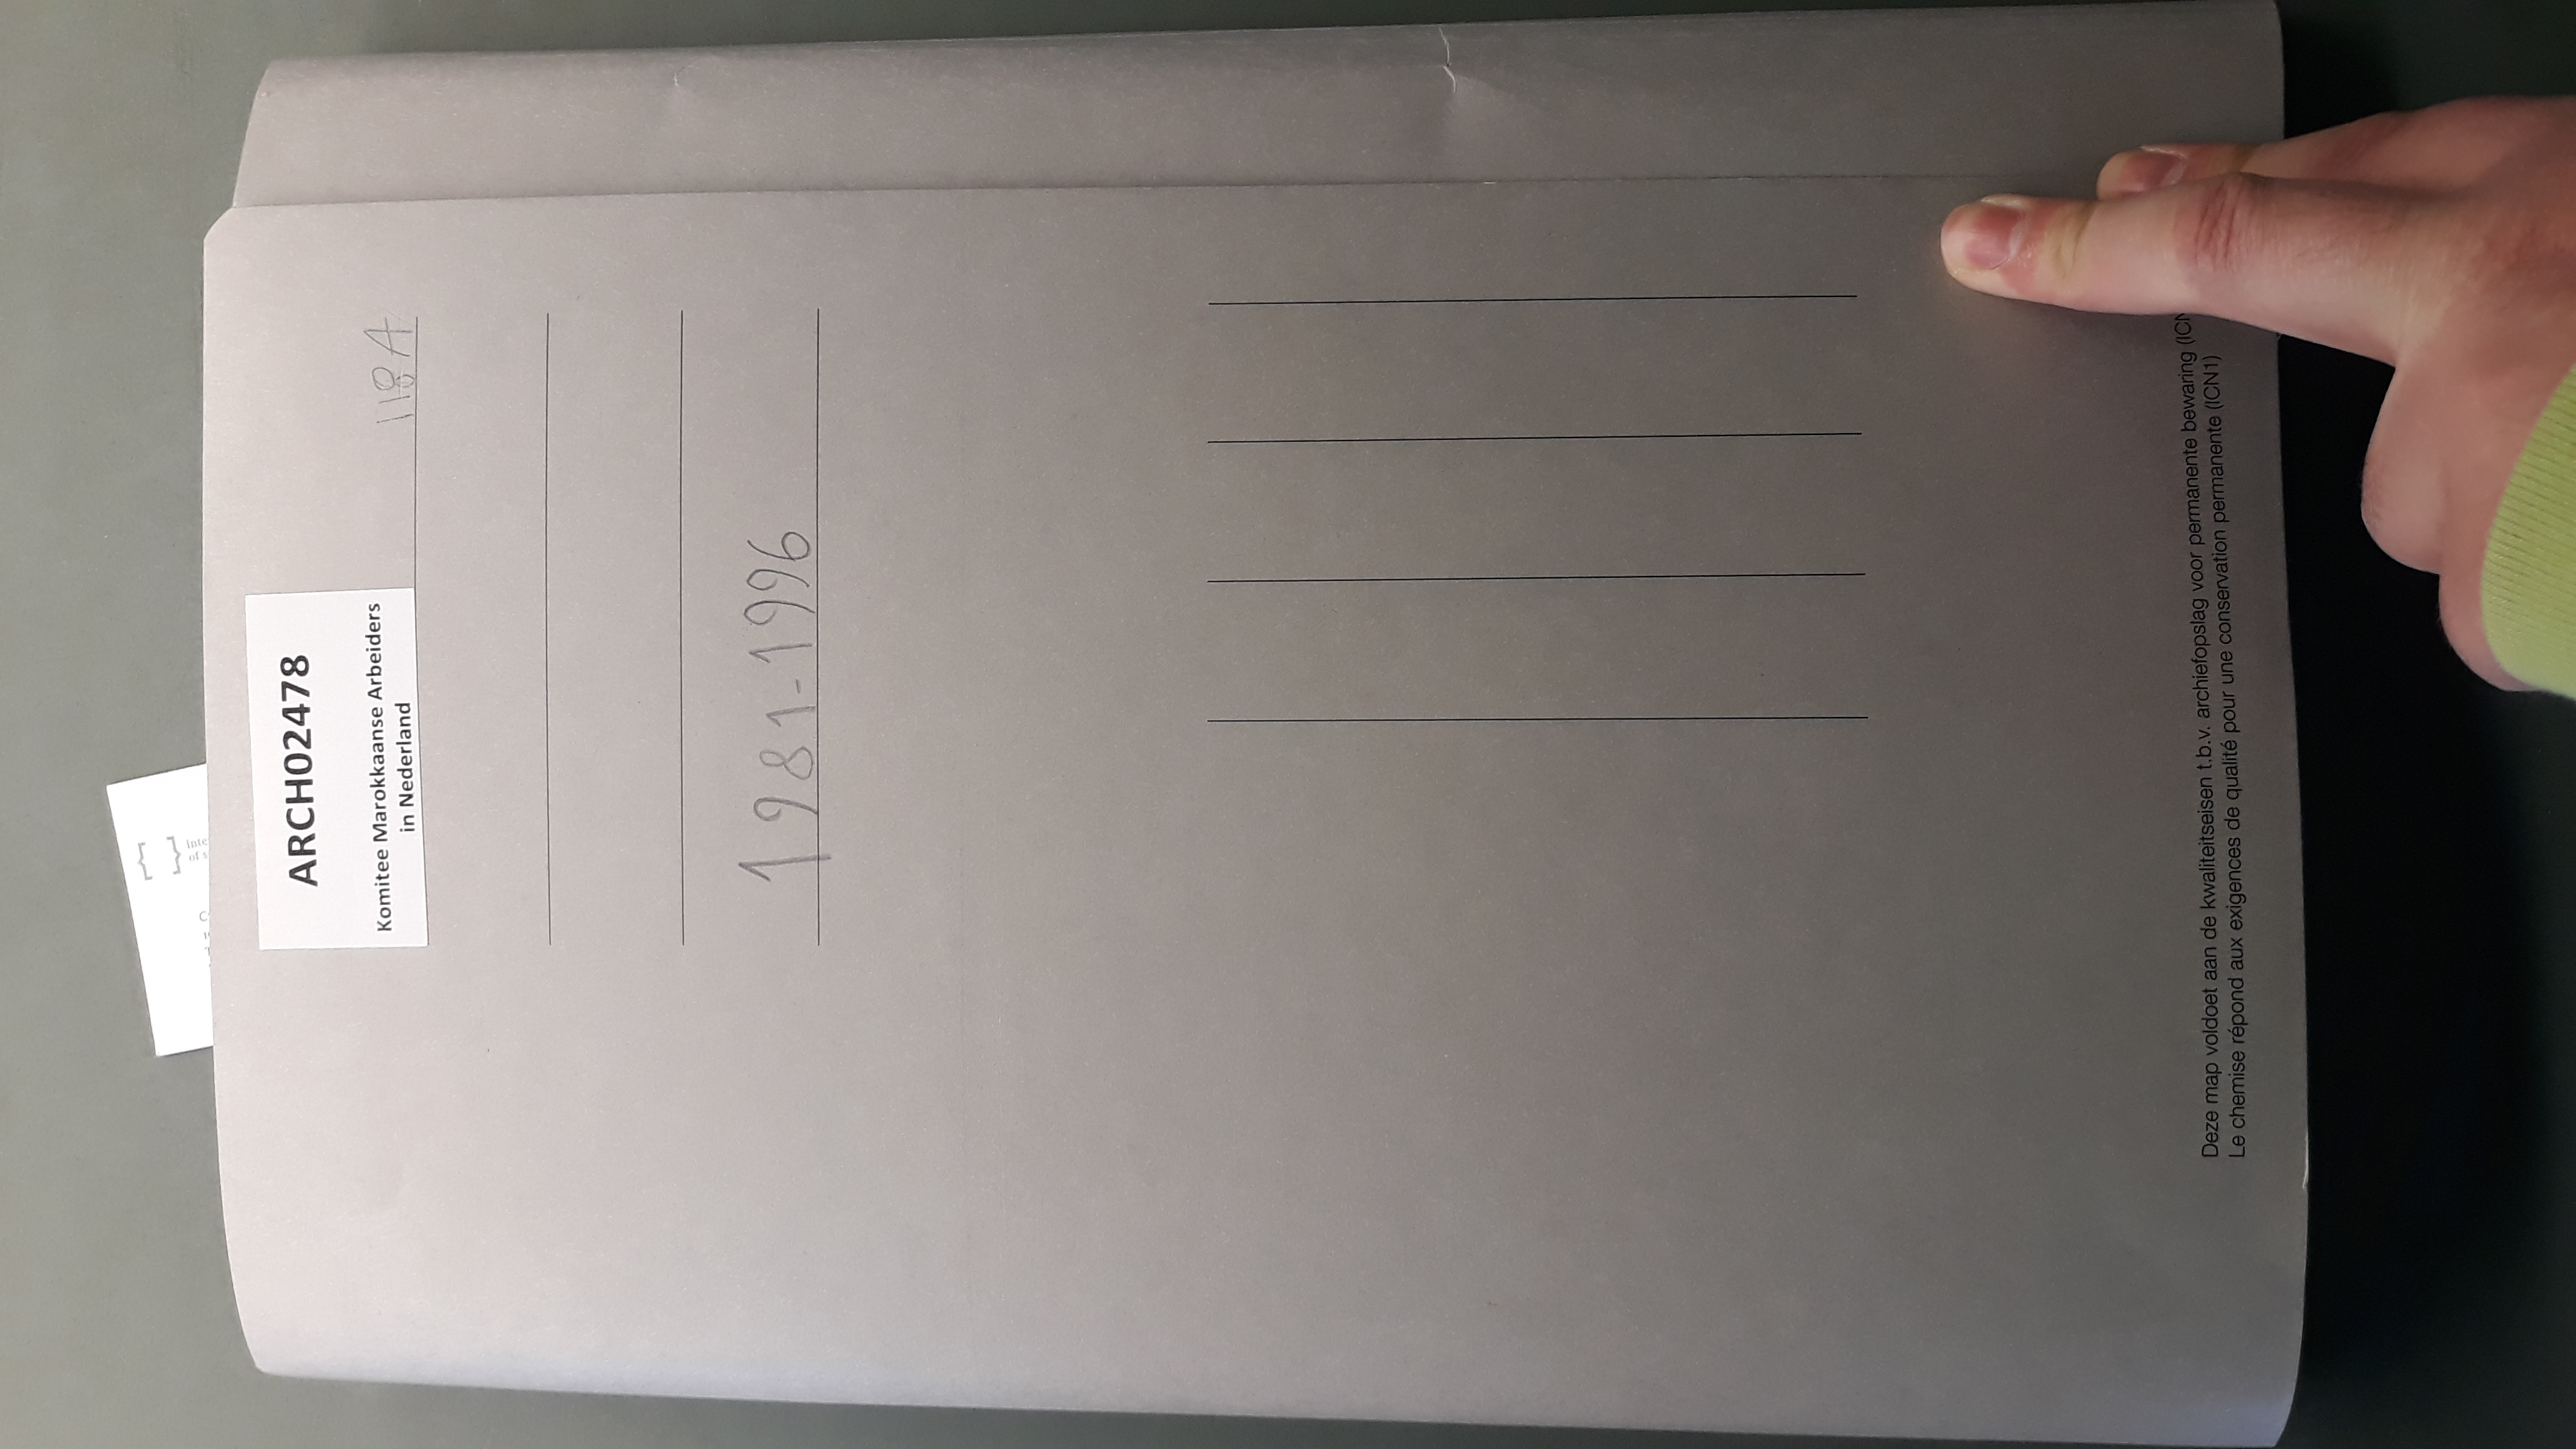 ARCH02478
Komitee Marokkaanse Arbeiders
in Nederland
118A
1981-1996
Deze map voldoet aan de kwaliteitseisen t.b.v. archiefopslag voor permanente bewaring (ICN
Le chemise répond aux exigences de qualité pour une conservation permanente (ICN1)